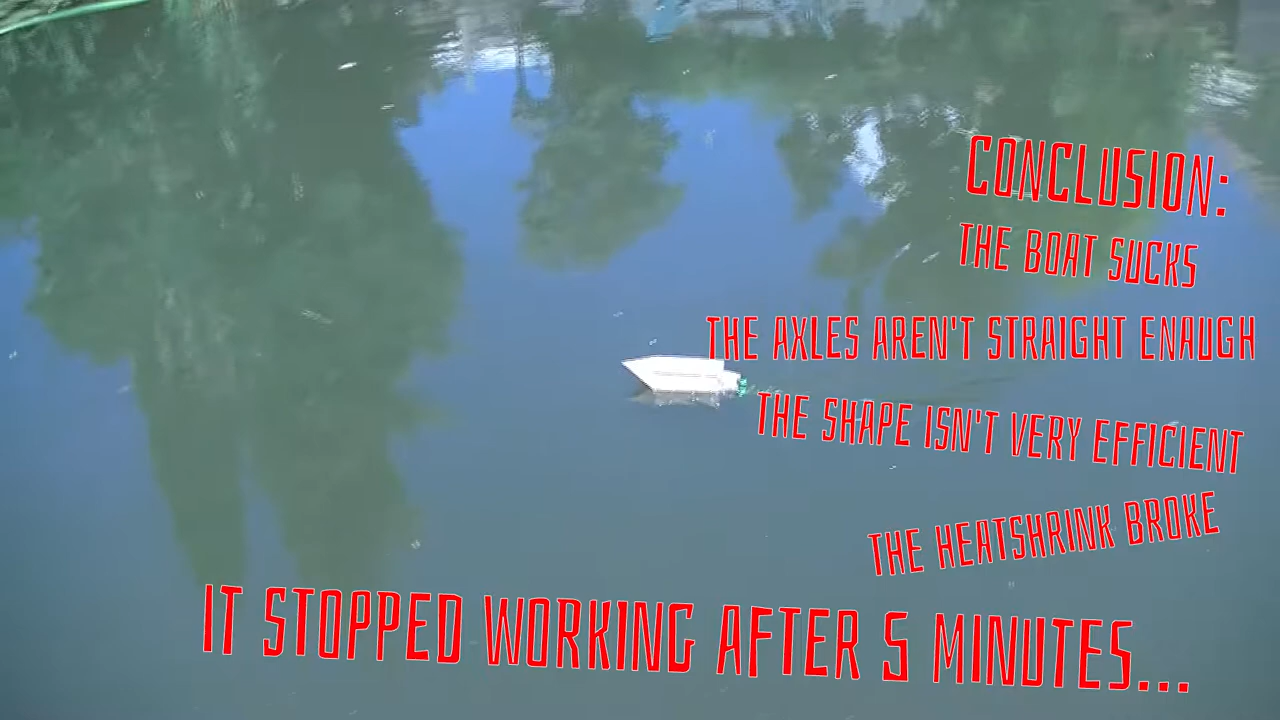 CONCLUSION:
THE BOAT SUCKS
THE AXLES AREN'T STRAIGHT ENAUGH
THE SHAPE ISN'T VERY EFFICIENT
THE HEATSHRINK BROKE
IT STOPPED WORKING AFTER 5 MINUTES...